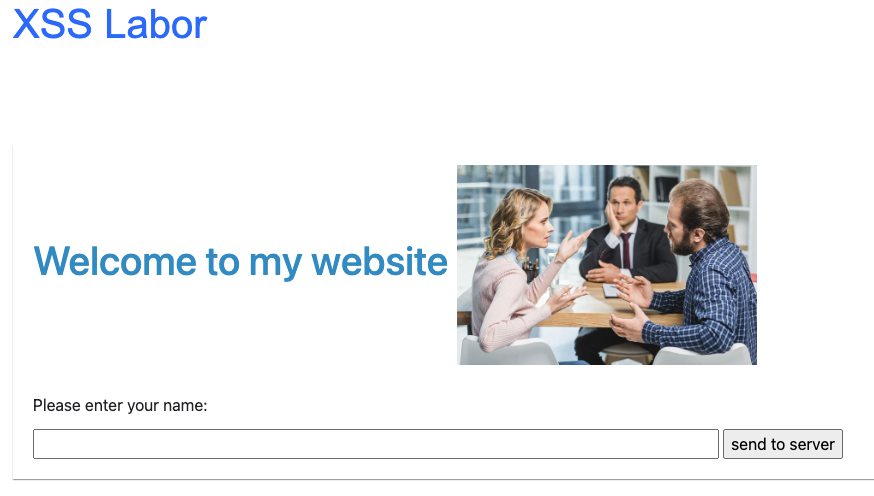 XSS Labor
Welcome to my website
Please enter your name:
send to server